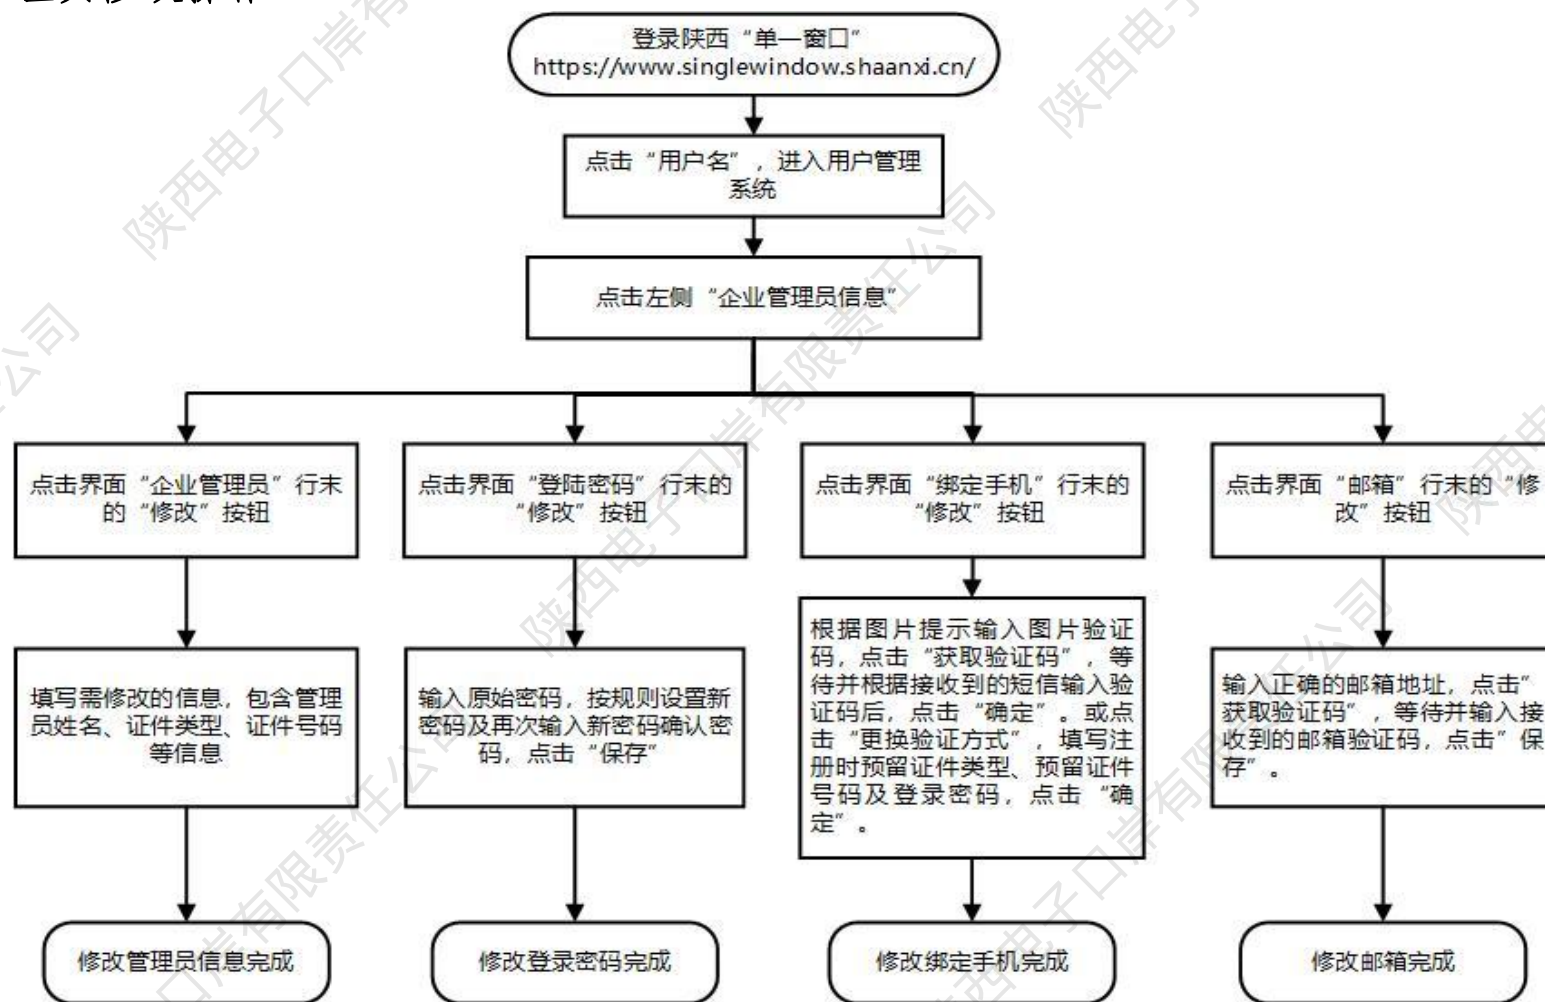 登录陕西“单一窗口”
https://www.singlewindow.shaanxi.cn/
点击“用户名”，进入用户管理
系统
点击左侧“企业管理员信息”
点击界面“企业管理员”行末
的“修改”按钮
点击界面“登陆密码”行末的
“修改”按钮
点击界面“绑定手机”行末的
“修改”按钮
点击界面“邮箱”行末的“修
改”按钮
填写需修改的信息，包含管理
员姓名、证件类型、证件号码
等信息
输入原始密码，按规则设置新
密码及再次输入新密码确认密
码，点击“保存”
根据图片提示输入图片验证
码，点击“获取验证码”，等
待并根据接收到的短信输入验
证码后，点击“确定”。或点
击“更换验证方式”，填写注
册时预留证件类型、预留证件
号码及登录密码，点击“确
定”。
输入正确的邮箱地址，点击”
获取验证码”，等待并输入接
收到的邮箱验证码，点击”保
存”。
修改管理员信息完成
修改登录密码完成
修改绑定手机完成
修改邮箱完成
陕西电子口岸有限责任公司